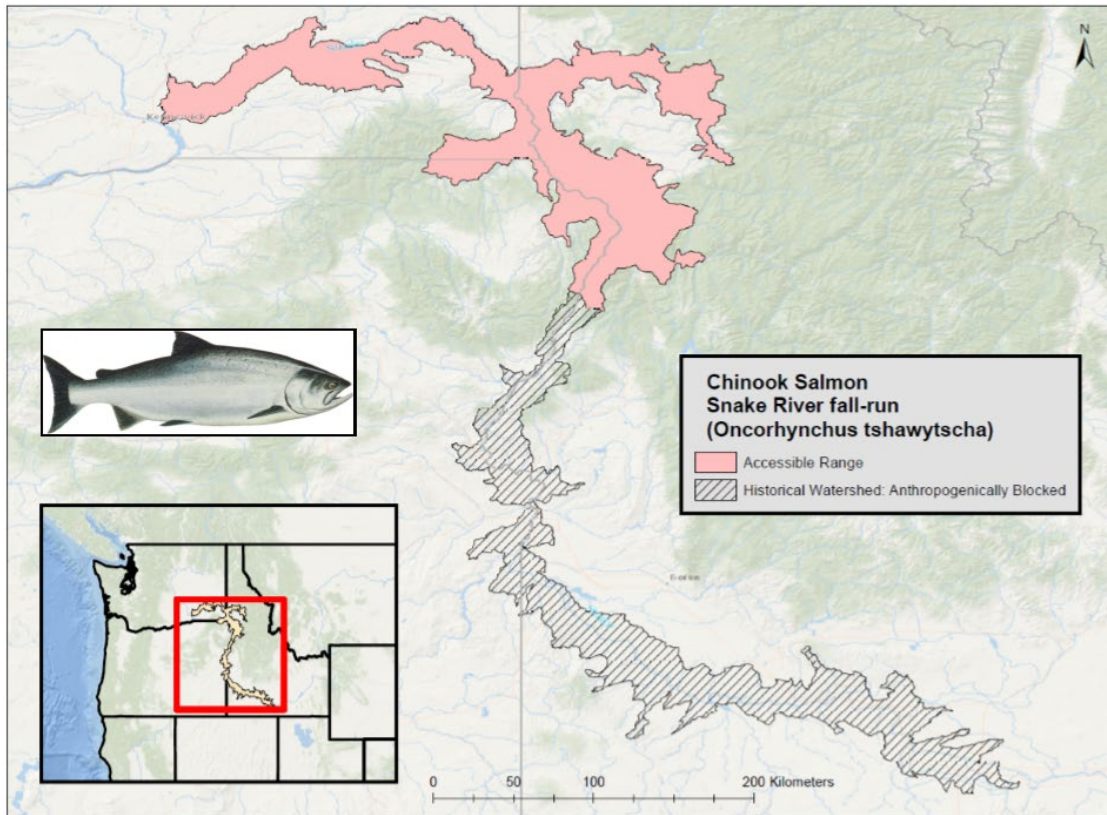 N
Chinook Salmon
Snake River fall-run
(Oncorhynchus tshawytscha)
Accessible Range
Historical Watershed: Anthropogenically Blocked
Boise
0 50 100 200 Kilometers